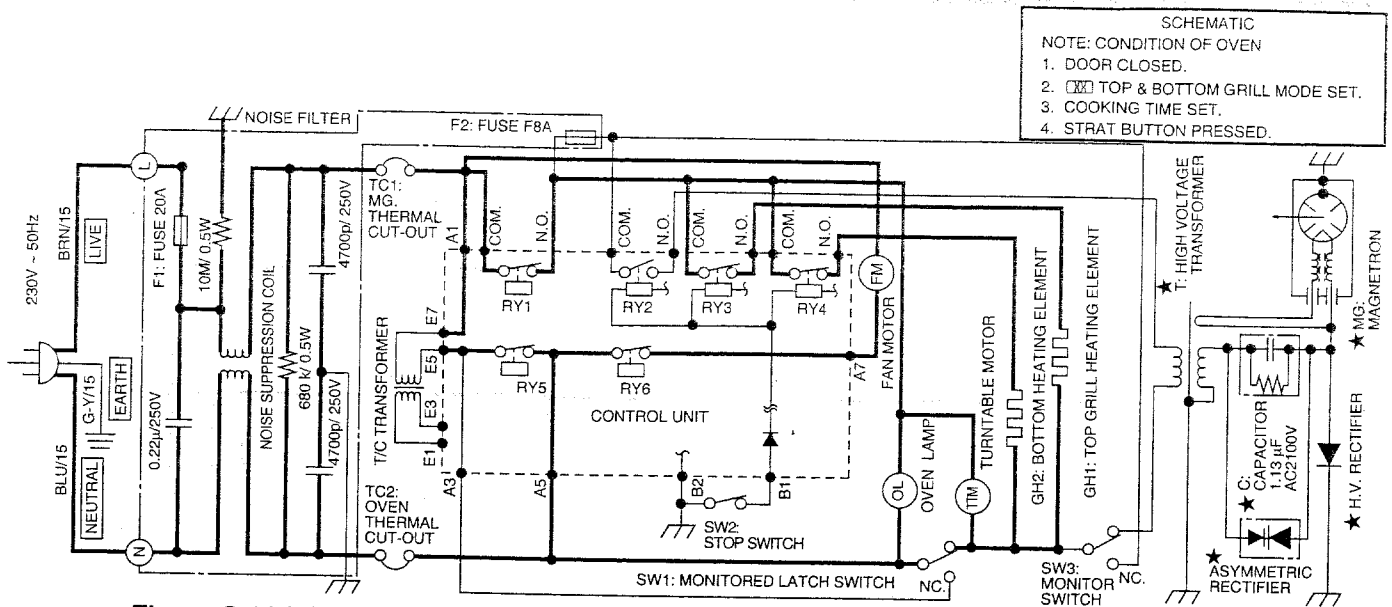 SCHEMATIC
NOTE: CONDITION OF OVEN
1. DOOR CLOSED.
2. TOP & BOTTOM GRILL MODE SET.
3. COOKING TIME SET.
4. STRAT BUTTON PRESSED.
NOISE FILTER
F2: FUSE F8A
230V ~ 50Hz
BRN/15
LIVE
L
F1: FUSE 20A
10M/ 0.5W
NOISE SUPPRESSION COIL
680 k/ 0.5W
4700p/ 250V
4700p/ 250V
0.22µ/250V
G-Y/15
EARTH
BLU/15
NEUTRAL
N
TC1:
MG.
THERMAL
CUT-OUT
TC2:
OVEN
THERMAL
CUT-OUT
T/C TRANSFORMER
A1
COM.
N.O.
COM.
N.O.
COM.
N.O.
COM.
N.O.
RY1
RY2
RY3
RY4
E7
E5
E3
E1
RY5
RY6
A7
CONTROL UNIT
A3
A5
B2
B1
SW2:
STOP SWITCH
FM
FAN MOTOR
OL
OVEN LAMP
TTM
TURNTABLE MOTOR
GH2: BOTTOM HEATING ELEMENT
GH1: TOP GRILL HEATING ELEMENT
SW1: MONITORED LATCH SWITCH
NC.
SW3:
MONITOR
SWITCH
NC.
★ T: HIGH VOLTAGE
TRANSFORMER
★ MG:
MAGNETRON
★ C:
CAPACITOR
1.13 µF
AC2100V
★ H.V. RECTIFIER
★ ASYMMETRIC
RECTIFIER